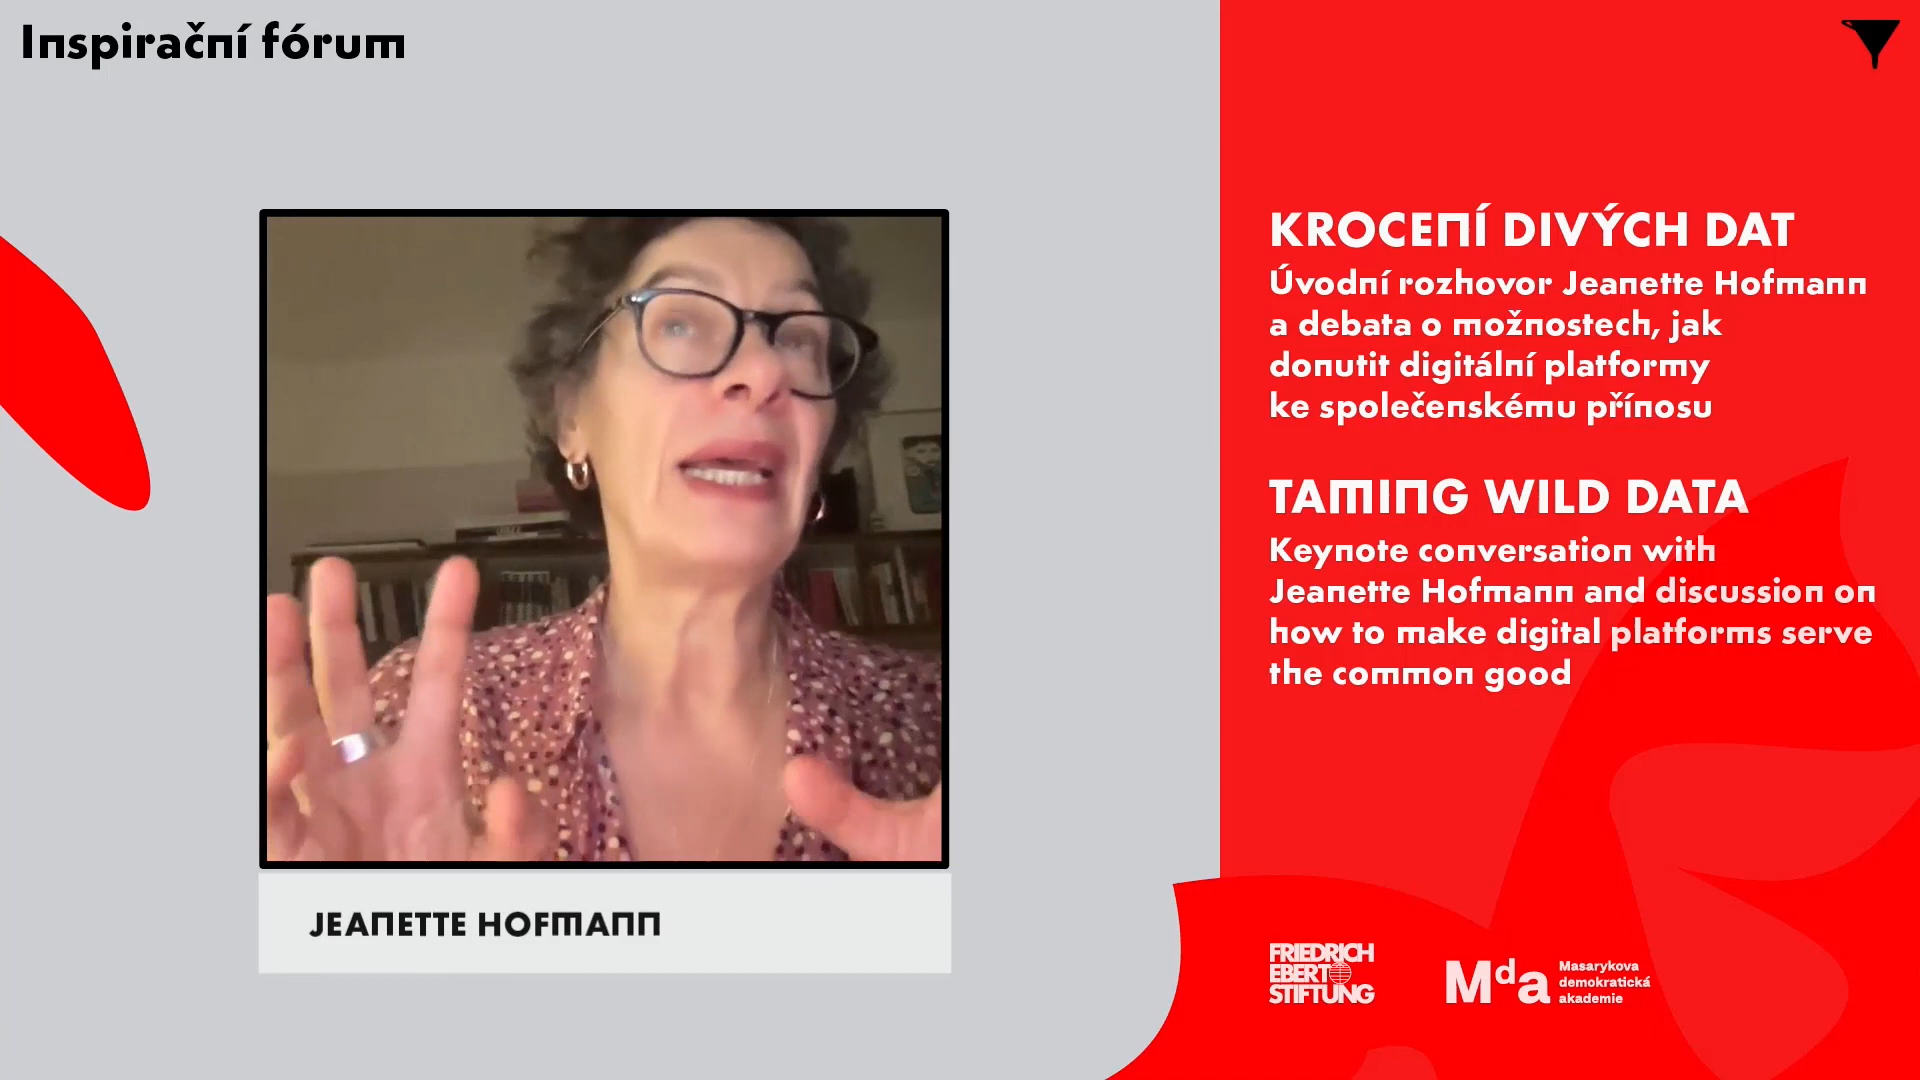 Inspirační fórum
KROCENÍ DIVÝCH DAT
Úvodní rozhovor Jeanette Hofmann
a debata o možnostech, jak
donutit digitální platformy
ke společenskému přínosu
TAMING WILD DATA
Keynote conversation with
Jeanette Hofmann and discussion on
how to make digital platforms serve
the common good
JEANETTE HOFMANN
FRIEDRICH
EBERT
STIFTUNG
MdA
Masarykova
demokratická
akademie